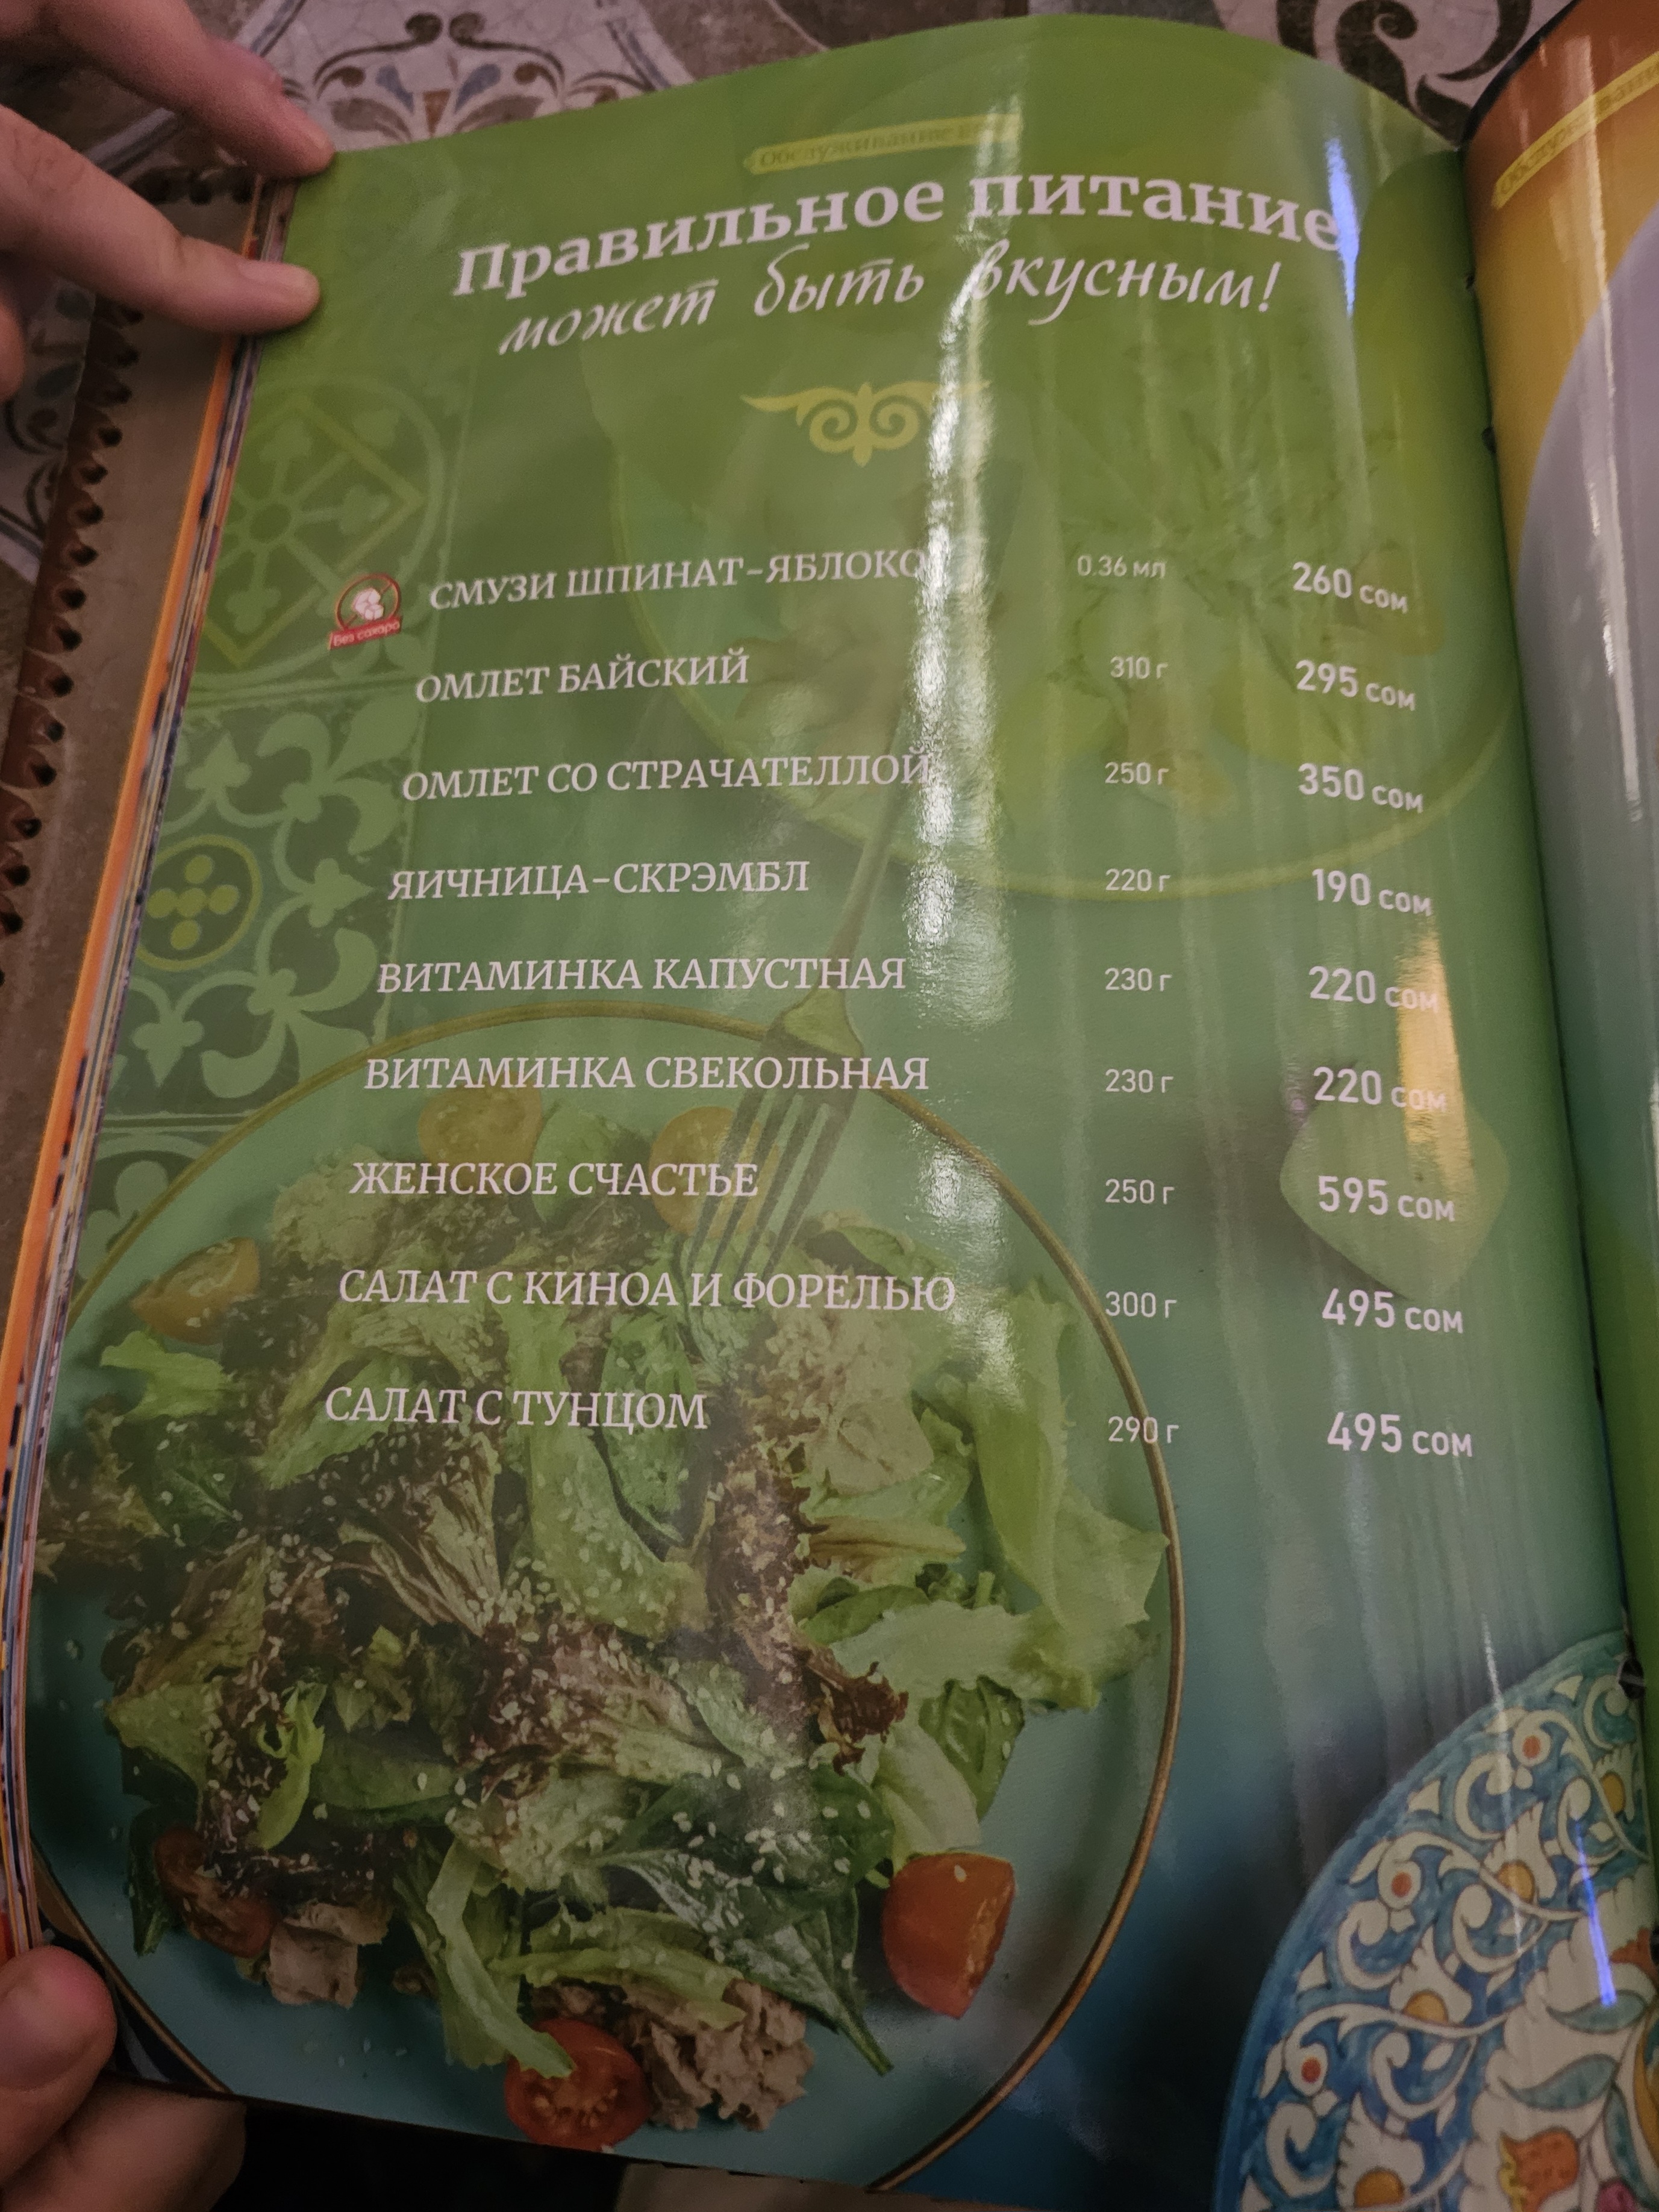 Обслуживание
Правильное питание
может быть вкусным!
СМУЗИ ШПИНАТ-ЯБЛОКО 0.36 мл 260 сом
Без сахара
ОМЛЕТ БАЙСКИЙ 310 г 295 сом
ОМЛЕТ СО СТРАЧАТЕЛЛОЙ 250 г 350 сом
ЯИЧНИЦА-СКРЭМБЛ 220 г 190 сом
ВИТАМИНКА КАПУСТНАЯ 230 г 220 сом
ВИТАМИНКА СВЕКОЛЬНАЯ 230 г 220 сом
ЖЕНСКОЕ СЧАСТЬЕ 250 г 595 сом
САЛАТ С КИНОА И ФОРЕЛЬЮ 300 г 495 сом
САЛАТ С ТУНЦОМ 290 г 495 сом